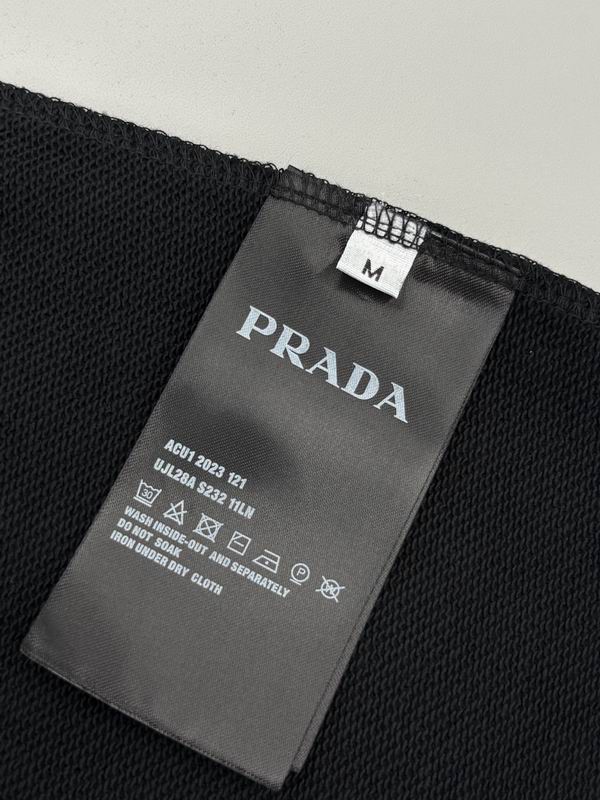 M
PRADA
ACU1 2023 121
UJL28A S232 11LN
30
P
W
WASH INSIDE-OUT AND SEPARATELY
DO NOT SOAK
IRON UNDER DRY CLOTH